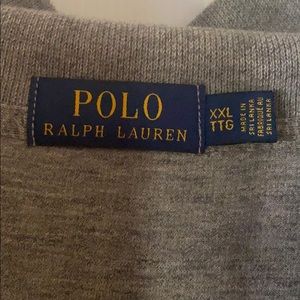 POLO
RALPH LAUREN
XXL
TTG
MADE IN
SRI LANKA
FABRIQUÉ AU
SRI LANKA